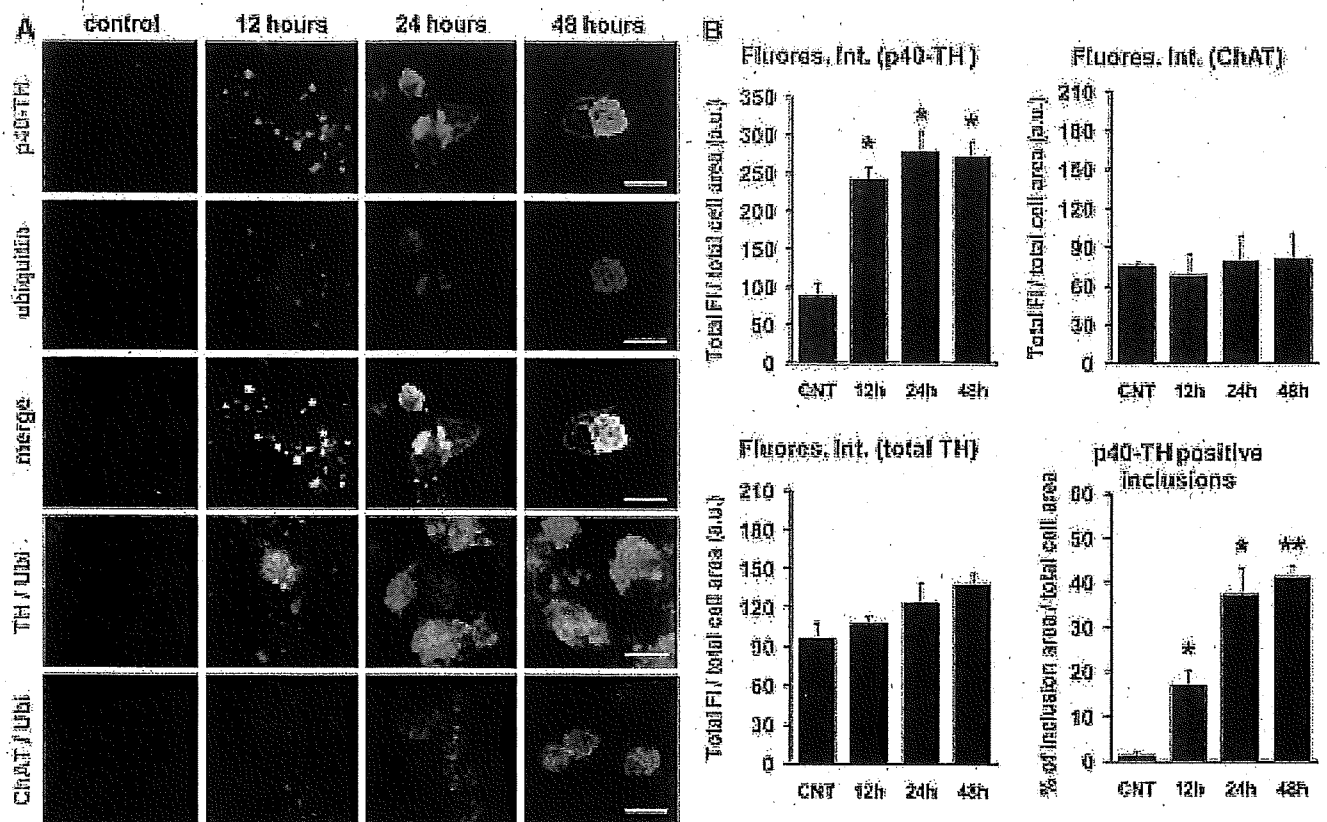 A
control 12 hours 24 hours 48 hours
p40-TH
ubiquitin
merge
TH / Ubi
ChAT / Ubi
B
Fluores. Int. (p40-TH)
Total FI / total cell area (a.u.)
350
300
250
200
150
100
50
0
* * *
CNT 12h 24h 48h
Fluores. Int. (ChAT)
Total FI / total cell area (a.u.)
210
180
150
120
90
60
30
0
CNT 12h 24h 48h
Fluores. Int. (total TH)
Total FI / total cell area (a.u.)
210
180
150
120
90
60
30
0
CNT 12h 24h 48h
p40-TH positive
inclusions
% of inclusion area / total cell area
60
50
40
30
20
10
0
* * **
CNT 12h 24h 48h